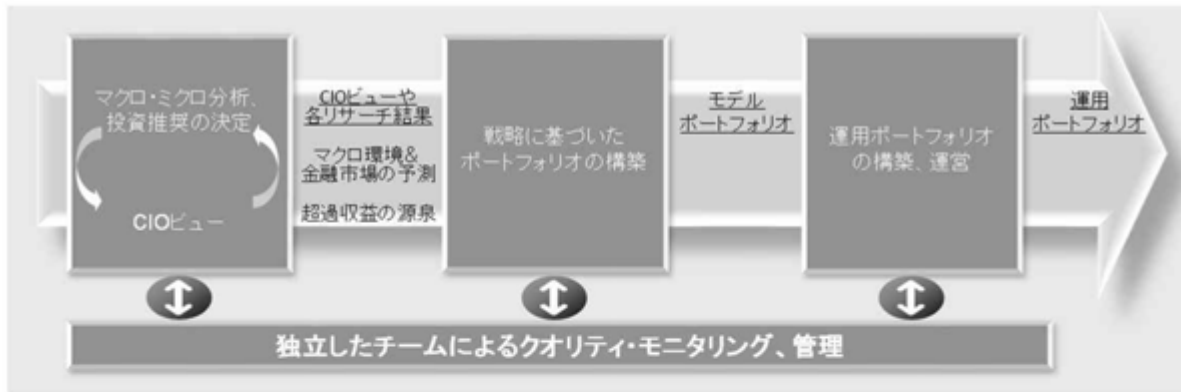 マクロ・ミクロ分析、
投資推奨の決定
CIOビュー
CIOビューや
各リサーチ結果
マクロ環境&
金融市場の予測
超過収益の源泉
戦略に基づいた
ポートフォリオの構築
モデル
ポートフォリオ
運用ポートフォリオ
の構築、運営
運用
ポートフォリオ
独立したチームによるクオリティ・モニタリング、管理